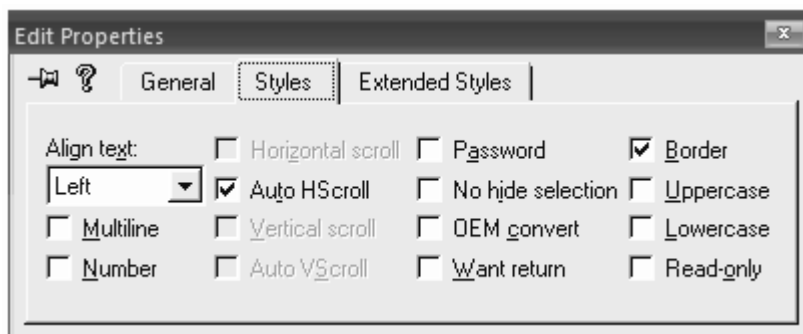 Edit Properties
General Styles Extended Styles
Align text: Horizontal scroll Password Border
Left Auto HScroll No hide selection Uppercase
Multiline Vertical scroll OEM convert Lowercase
Number Auto VScroll Want return Read-only